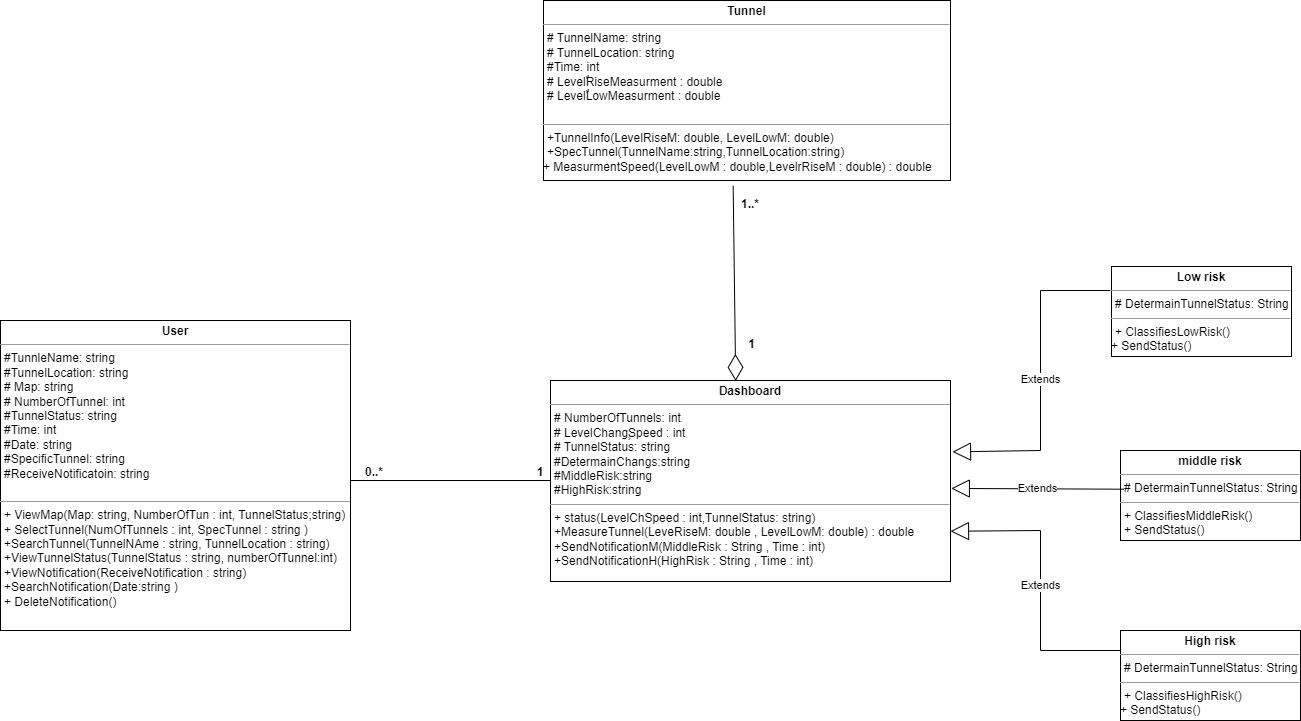 Tunnel
# TunnelName: string
# TunnelLocation: string
#Time: int
# LevelRiseMeasurment : double
# LevelLowMeasurment : double
+TunnelInfo(LevelRiseM: double, LevelLowM: double)
+SpecTunnel(TunnelName:string,TunnelLocation:string)
+ MeasurmentSpeed(LevelLowM : double,LevelrRiseM : double) : double
1..*
1
User
#TunnleName: string
#TunnelLocation: string
# Map: string
# NumberOfTunnel: int
#TunnelStatus: string
#Time: int
#Date: string
#SpecificTunnel: string
#ReceiveNotificatoin: string
+ ViewMap(Map: string, NumberOfTun : int, TunnelStatus;string)
+ SelectTunnel(NumOfTunnels : int, SpecTunnel : string )
+SearchTunnel(TunnelNAme : string, TunnelLocation : string)
+ViewTunnelStatus(TunnelStatus : string, numberOfTunnel:int)
+ViewNotification(ReceiveNotification : string)
+SearchNotification(Date:string )
+ DeleteNotification()
0..*
1
Dashboard
# NumberOfTunnels: int
# LevelChangSpeed : int
# TunnelStatus: string
#DetermainChangs:string
#MiddleRisk:string
#HighRisk:string
+ status(LevelChSpeed : int,TunnelStatus: string)
+MeasureTunnel(LeveRiseM: double , LevelLowM: double) : double
+SendNotificationM(MiddleRisk : String , Time : int)
+SendNotificationH(HighRisk : String , Time : int)
Low risk
# DetermainTunnelStatus: String
+ ClassifiesLowRisk()
+ SendStatus()
Extends
middle risk
# DetermainTunnelStatus: String
+ ClassifiesMiddleRisk()
+ SendStatus()
Extends
Extends
High risk
# DetermainTunnelStatus: String
+ ClassifiesHighRisk()
+ SendStatus()